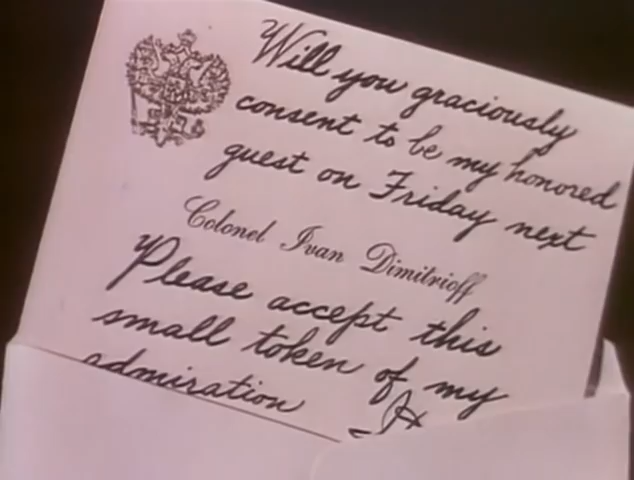 Will you graciously
consent to be my honored
guest on Friday next
Colonel Ivan Dimitrioff
Please accept this
small token of my
admiration